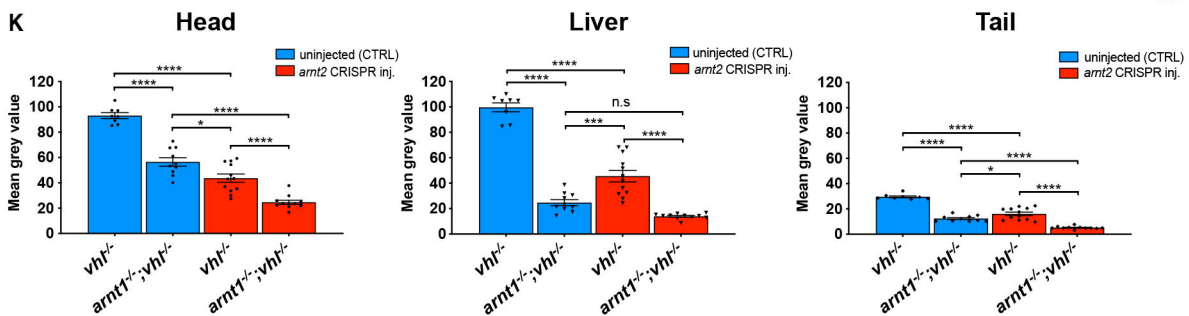 K
Head
uninjected (CTRL)
arnt2 CRISPR inj.
Mean grey value
120
100
80
60
40
20
0
****
****
****
*
****
vhl-/-
arnt1-/-;vhl-/-
vhl-/-
arnt1-/-;vhl-/-
Liver
uninjected (CTRL)
arnt2 CRISPR inj.
Mean grey value
120
100
80
60
40
20
0
****
****
n.s
***
****
vhl-/-
arnt1-/-;vhl-/-
vhl-/-
arnt1-/-;vhl-/-
Tail
uninjected (CTRL)
arnt2 CRISPR inj.
Mean grey value
120
100
80
60
40
20
0
****
****
****
*
****
vhl-/-
arnt1-/-;vhl-/-
vhl-/-
arnt1-/-;vhl-/-